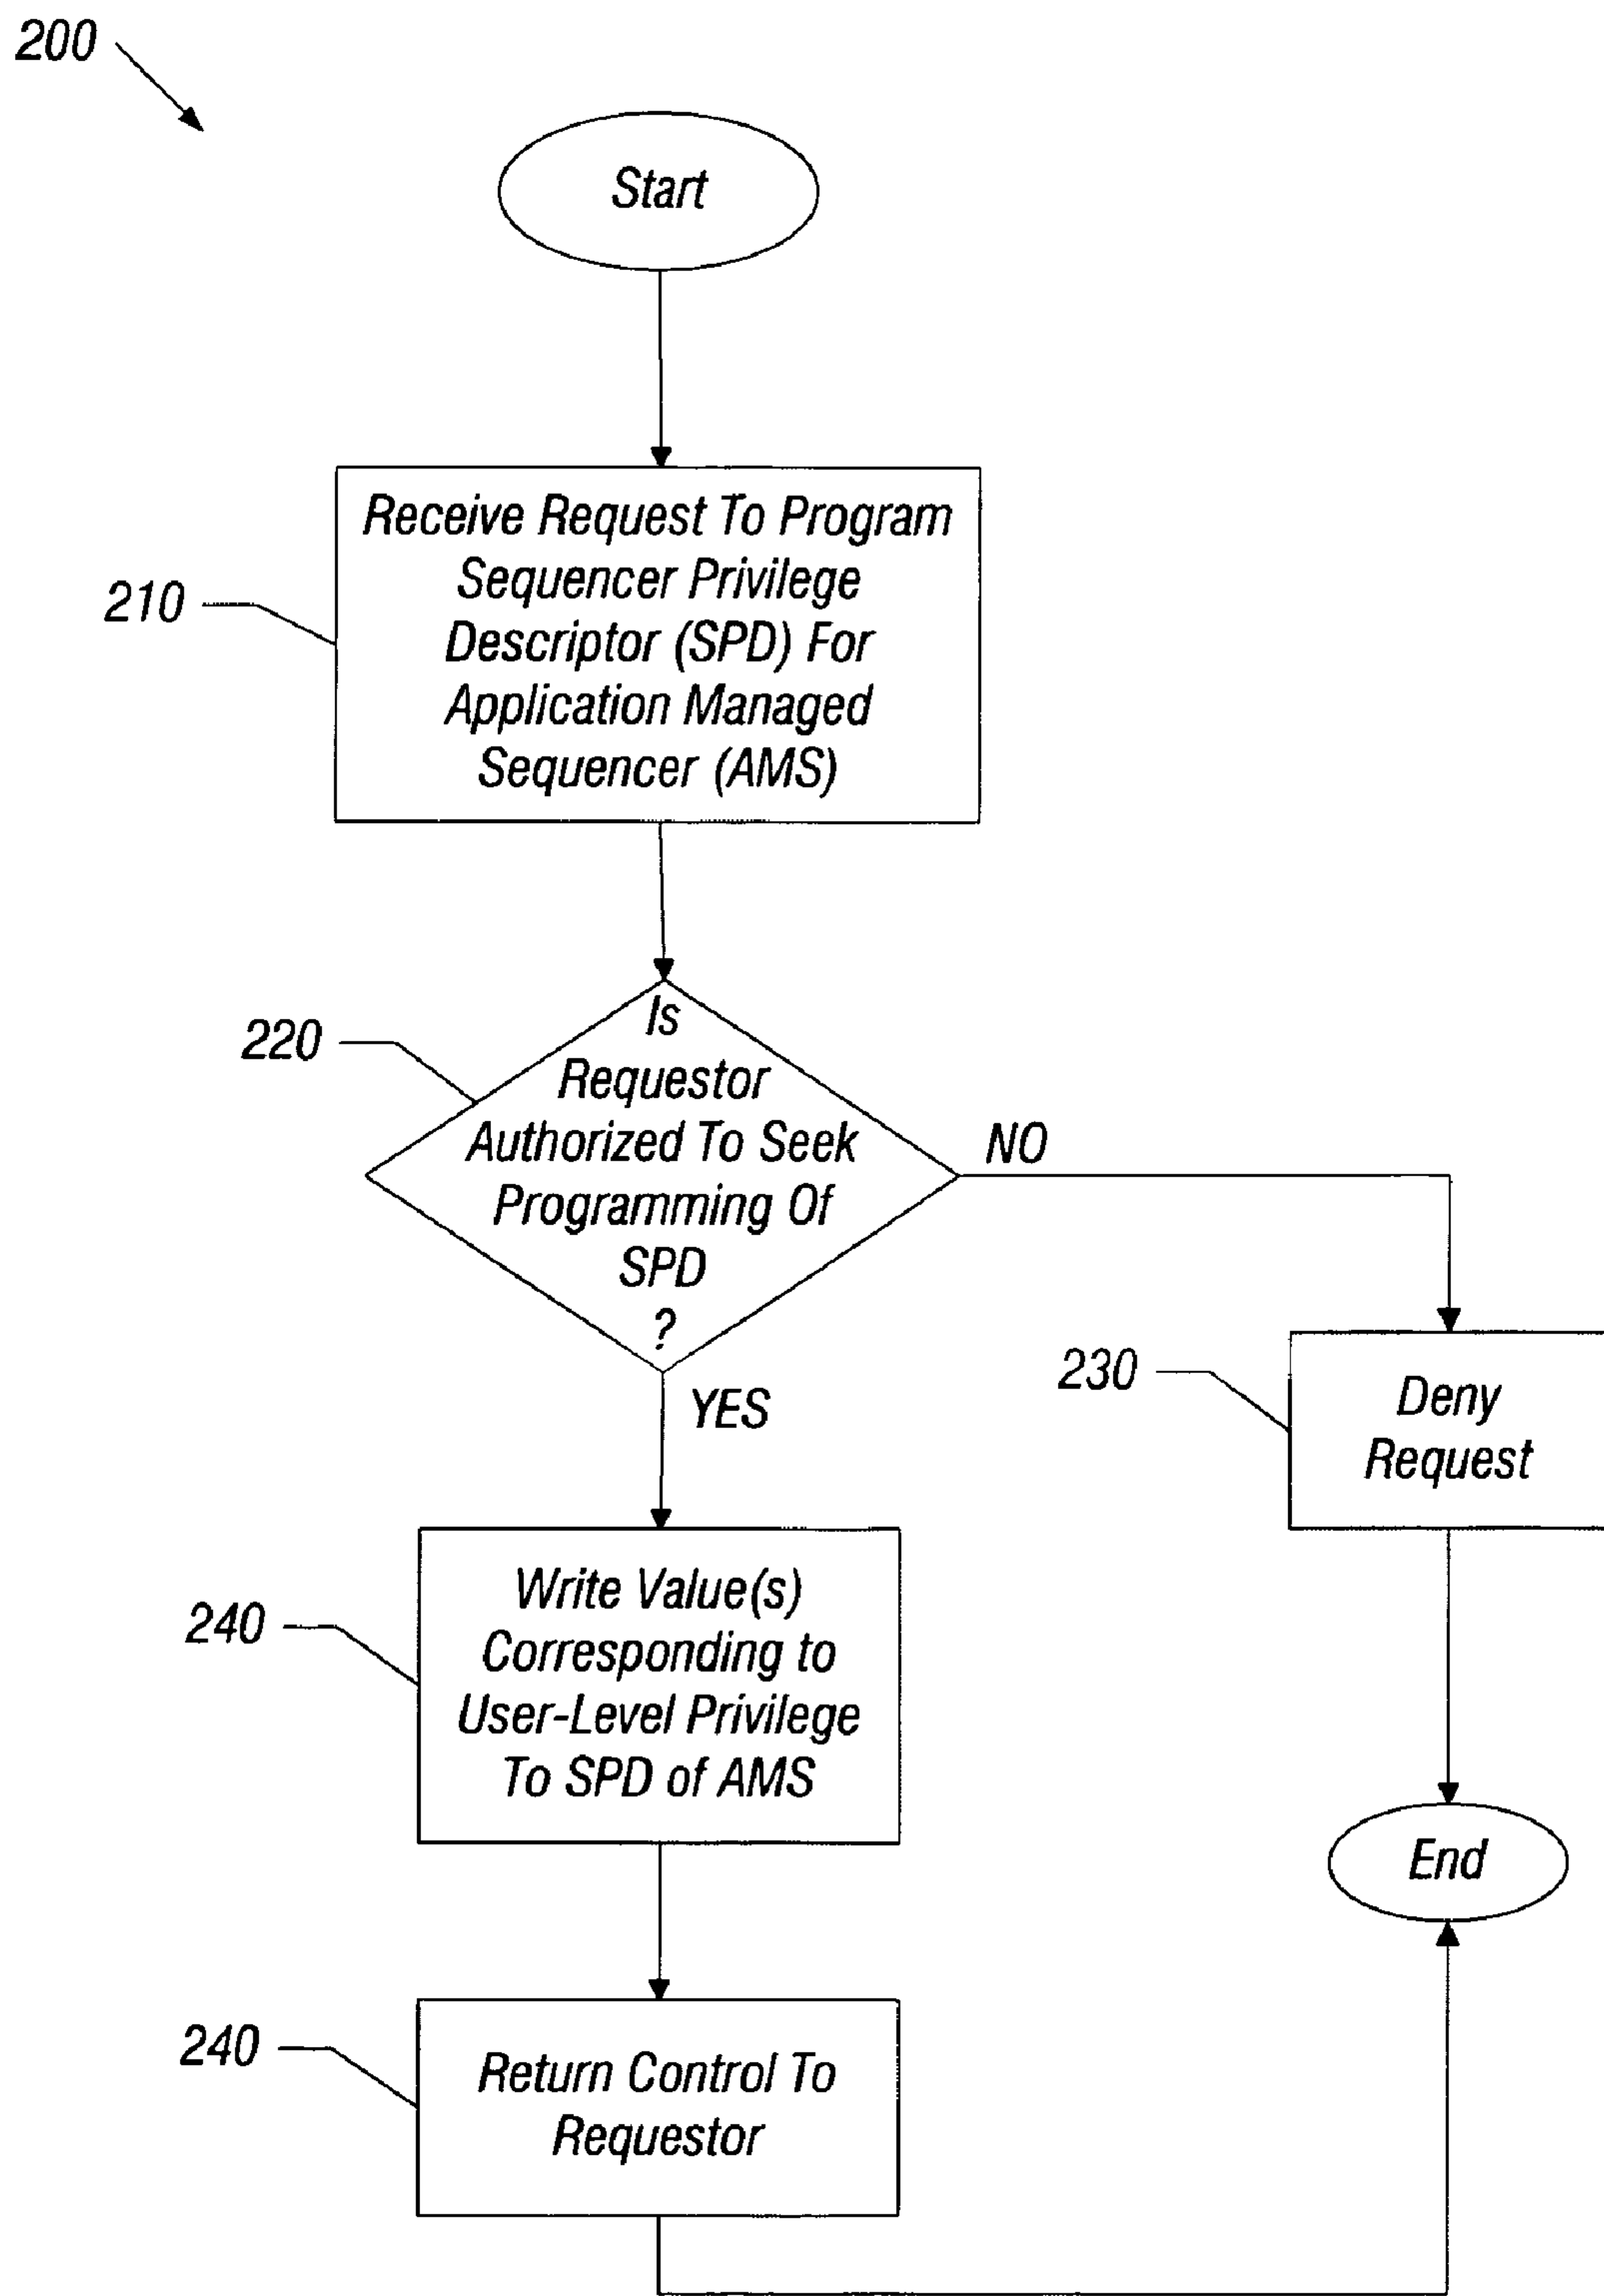 200
Start
210
Receive Request To Program
Sequencer Privilege
Descriptor (SPD) For
Application Managed
Sequencer (AMS)
220
Is
Requestor
Authorized To Seek
Programming Of
SPD
?
NO
YES
230
Deny
Request
240
Write Value(s)
Corresponding to
User-Level Privilege
To SPD of AMS
End
240
Return Control To
Requestor